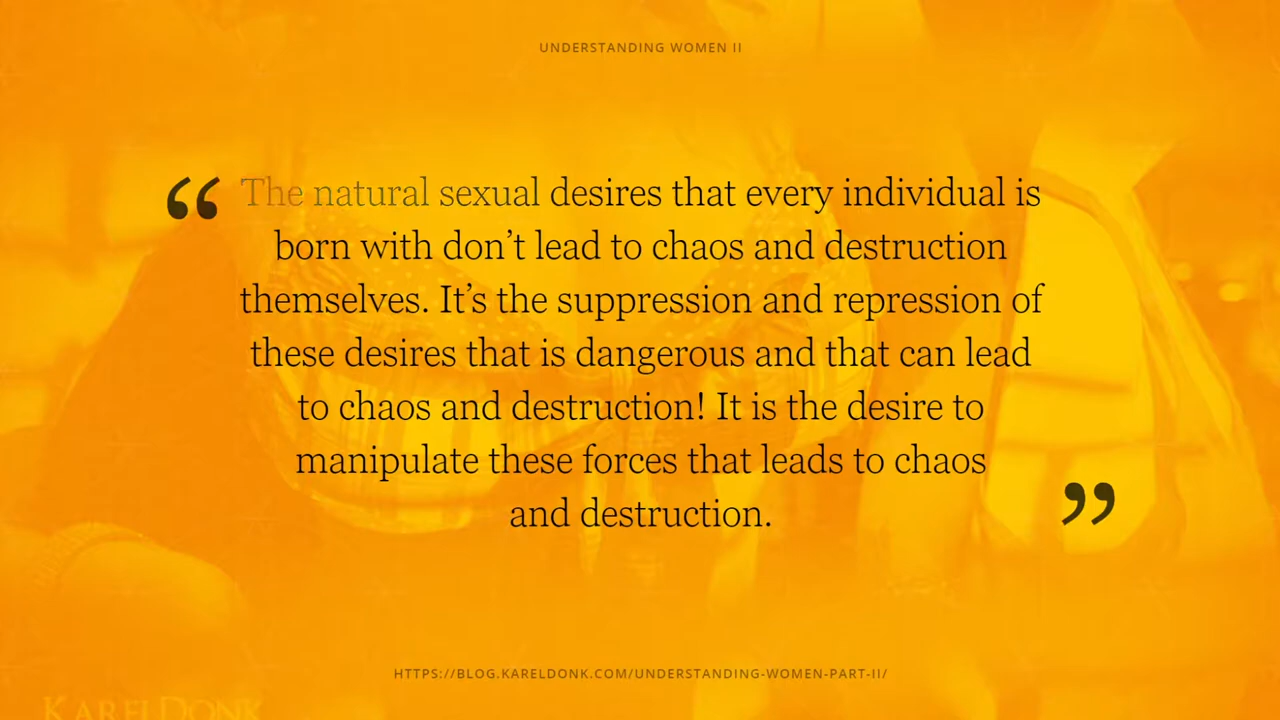 UNDERSTANDING WOMEN II
“The natural sexual desires that every individual is
born with don’t lead to chaos and destruction
themselves. It’s the suppression and repression of
these desires that is dangerous and that can lead
to chaos and destruction! It is the desire to
manipulate these forces that leads to chaos
and destruction.”
HTTPS://BLOG.KARELDONK.COM/UNDERSTANDING-WOMEN-PART-II/
KARELDONK